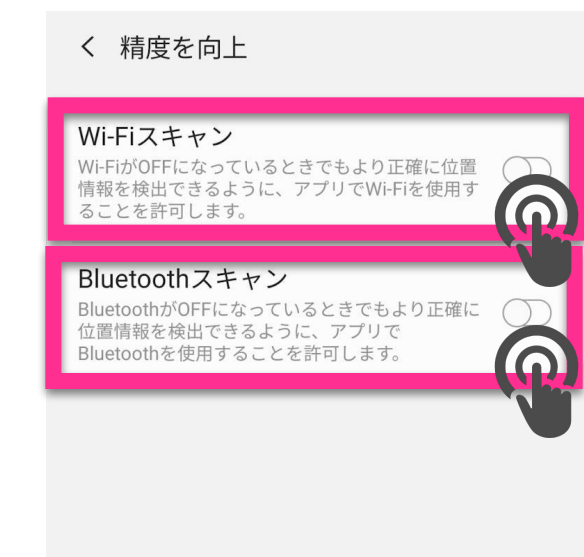 精度を向上
Wi-Fiスキャン
Wi-FiがOFFになっているときでもより正確に位置
情報を検出できるように、アプリでWi-Fiを使用す
ることを許可します。
Bluetoothスキャン
BluetoothがOFFになっているときでもより正確に
位置情報を検出できるように、アプリで
Bluetoothを使用することを許可します。